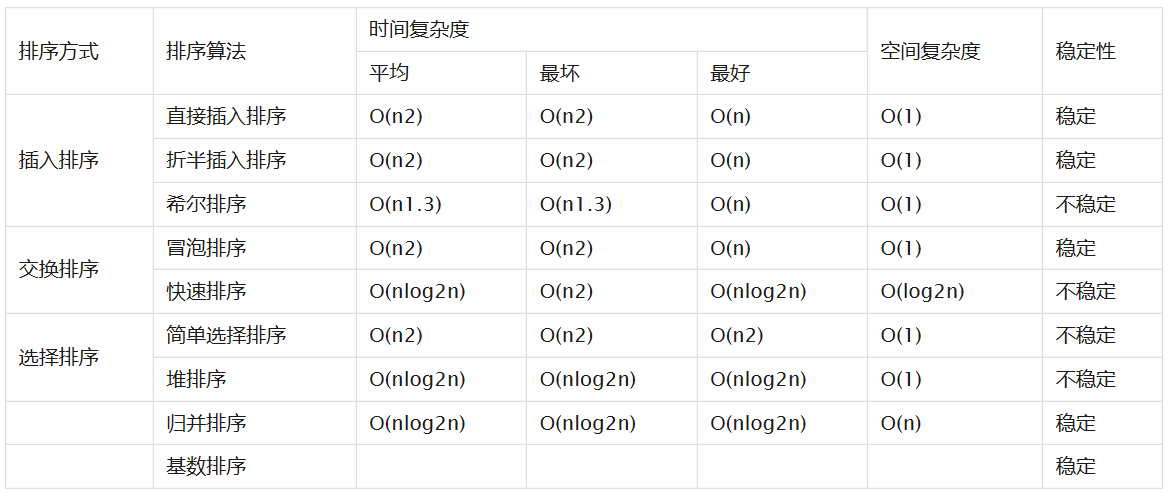 排序方式 排序算法 时间复杂度 空间复杂度 稳定性
平均 最坏 最好
插入排序 直接插入排序 O(n2) O(n2) O(n) O(1) 稳定
折半插入排序 O(n2) O(n2) O(n) O(1) 稳定
希尔排序 O(n1.3) O(n1.3) O(n) O(1) 不稳定
交换排序 冒泡排序 O(n2) O(n2) O(n) O(1) 稳定
快速排序 O(nlog2n) O(n2) O(nlog2n) O(log2n) 不稳定
选择排序 简单选择排序 O(n2) O(n2) O(n2) O(1) 不稳定
堆排序 O(nlog2n) O(nlog2n) O(nlog2n) O(1) 不稳定
归并排序 O(nlog2n) O(nlog2n) O(nlog2n) O(n) 稳定
基数排序 稳定